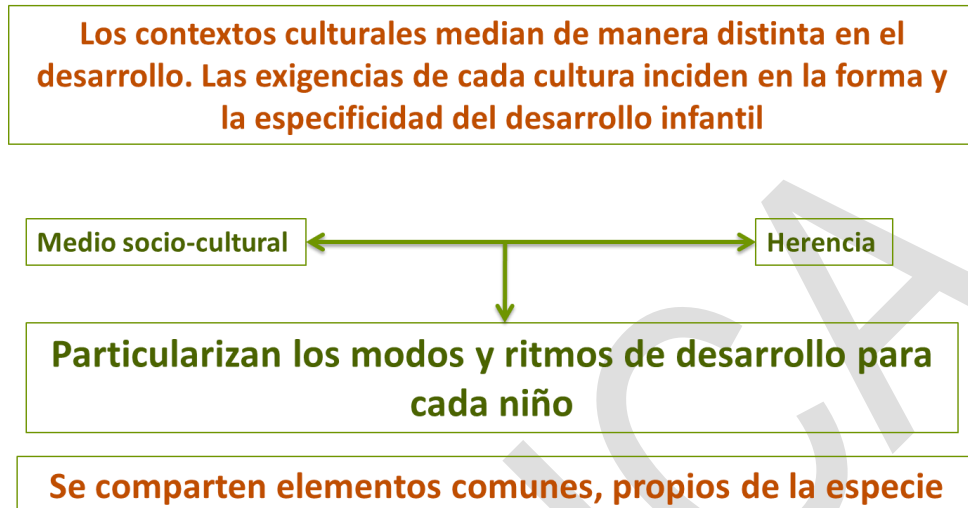 Los contextos culturales median de manera distinta en el
desarrollo. Las exigencias de cada cultura inciden en la forma y
la especificidad del desarrollo infantil
Medio socio-cultural
Herencia
Particularizan los modos y ritmos de desarrollo para
cada niño
Se comparten elementos comunes, propios de la especie